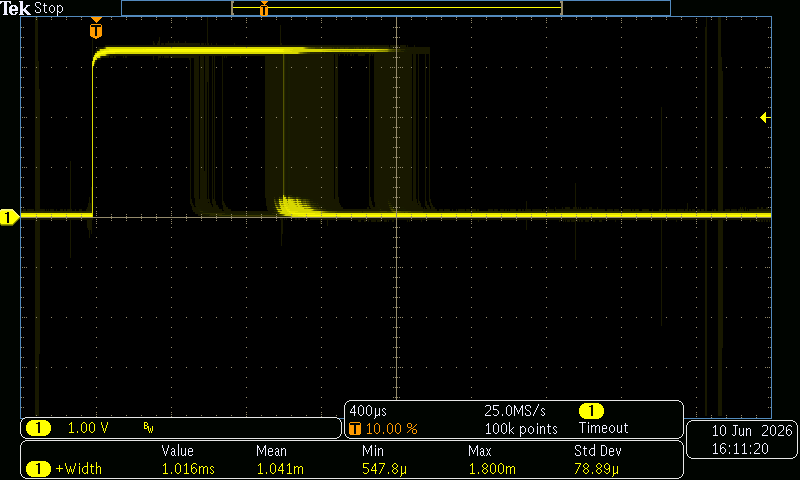 Tek Stop
T
T
1
400µs 25.0MS/s 1
1 1.00 V BW T 10.00 % 100k points Timeout
10 Jun 2026
16:11:20
Value Mean Min Max Std Dev
1 +Width 1.016ms 1.041m 547.8µ 1.800m 78.89µ